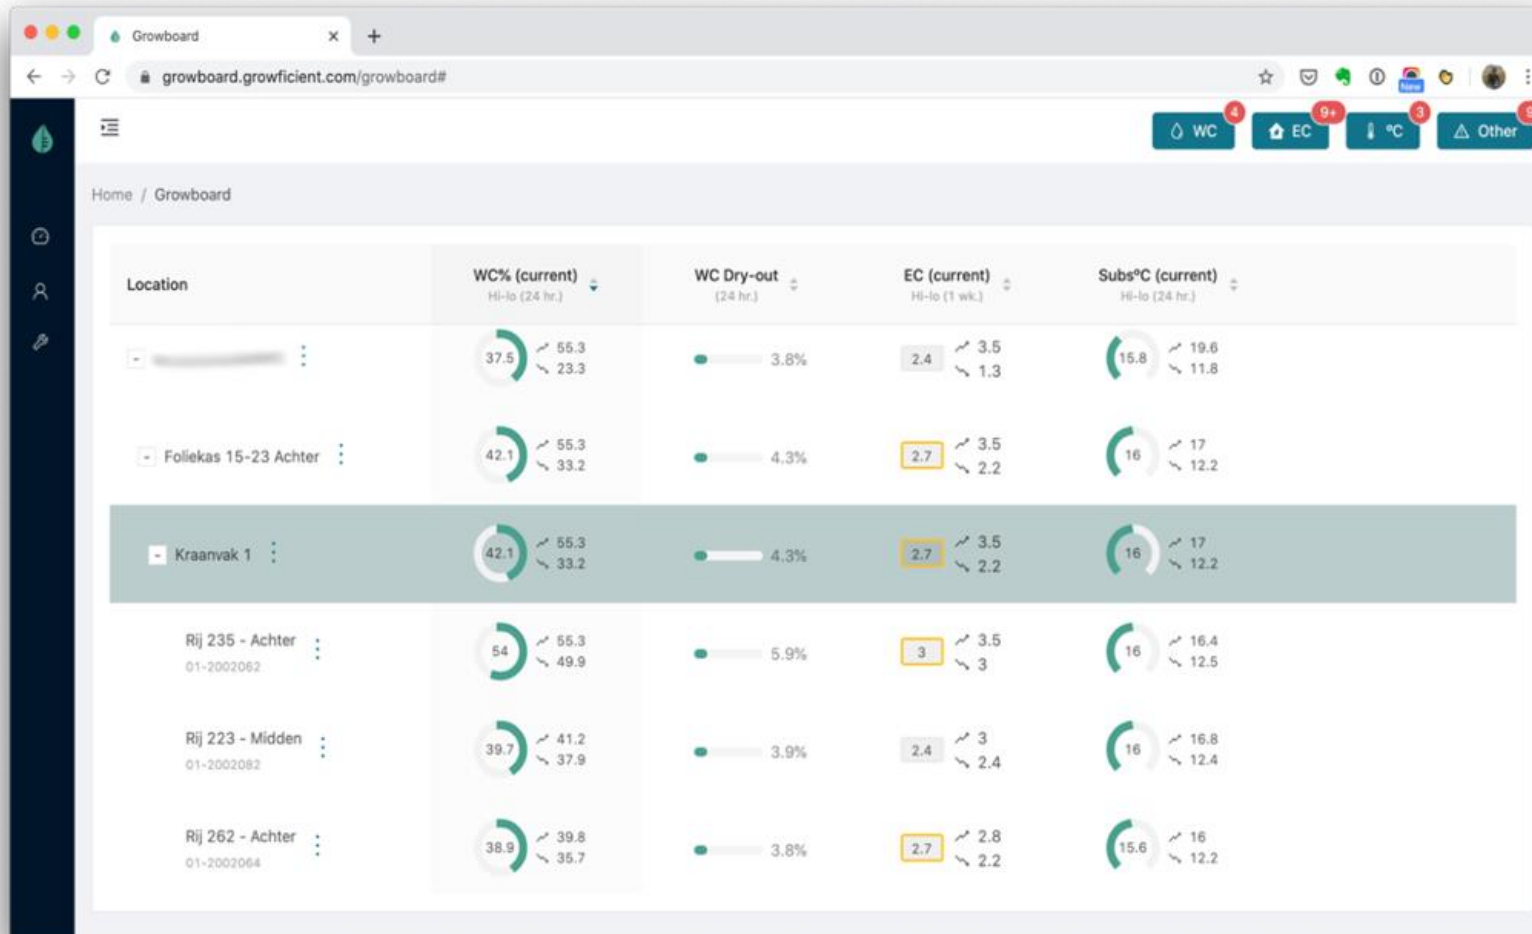 Growboard
growboard.growficient.com/growboard#
New
WC 4
EC 9+
°C 3
Other
Home / Growboard
Location
WC% (current) WC Dry-out EC (current) Subs°C (current)
Hi-lo (24 hr.) (24 hr.) Hi-lo (1 wk.) Hi-lo (24 hr.)
37.5 55.3 23.3 3.8% 2.4 3.5 1.3 15.8 19.6 11.8
Foliekas 15-23 Achter 42.1 55.3 33.2 4.3% 2.7 3.5 2.2 16 17 12.2
Kraanvak 1 42.1 55.3 33.2 4.3% 2.7 3.5 2.2 16 17 12.2
Rij 235 - Achter 54 55.3 49.9 5.9% 3 3.5 3 16 16.4 12.5
01-2002062
Rij 223 - Midden 39.7 41.2 37.9 3.9% 2.4 3 2.4 16 16.8 12.4
01-2002082
Rij 262 - Achter 38.9 39.8 35.7 3.8% 2.7 2.8 2.2 15.6 16 12.2
01-2002064